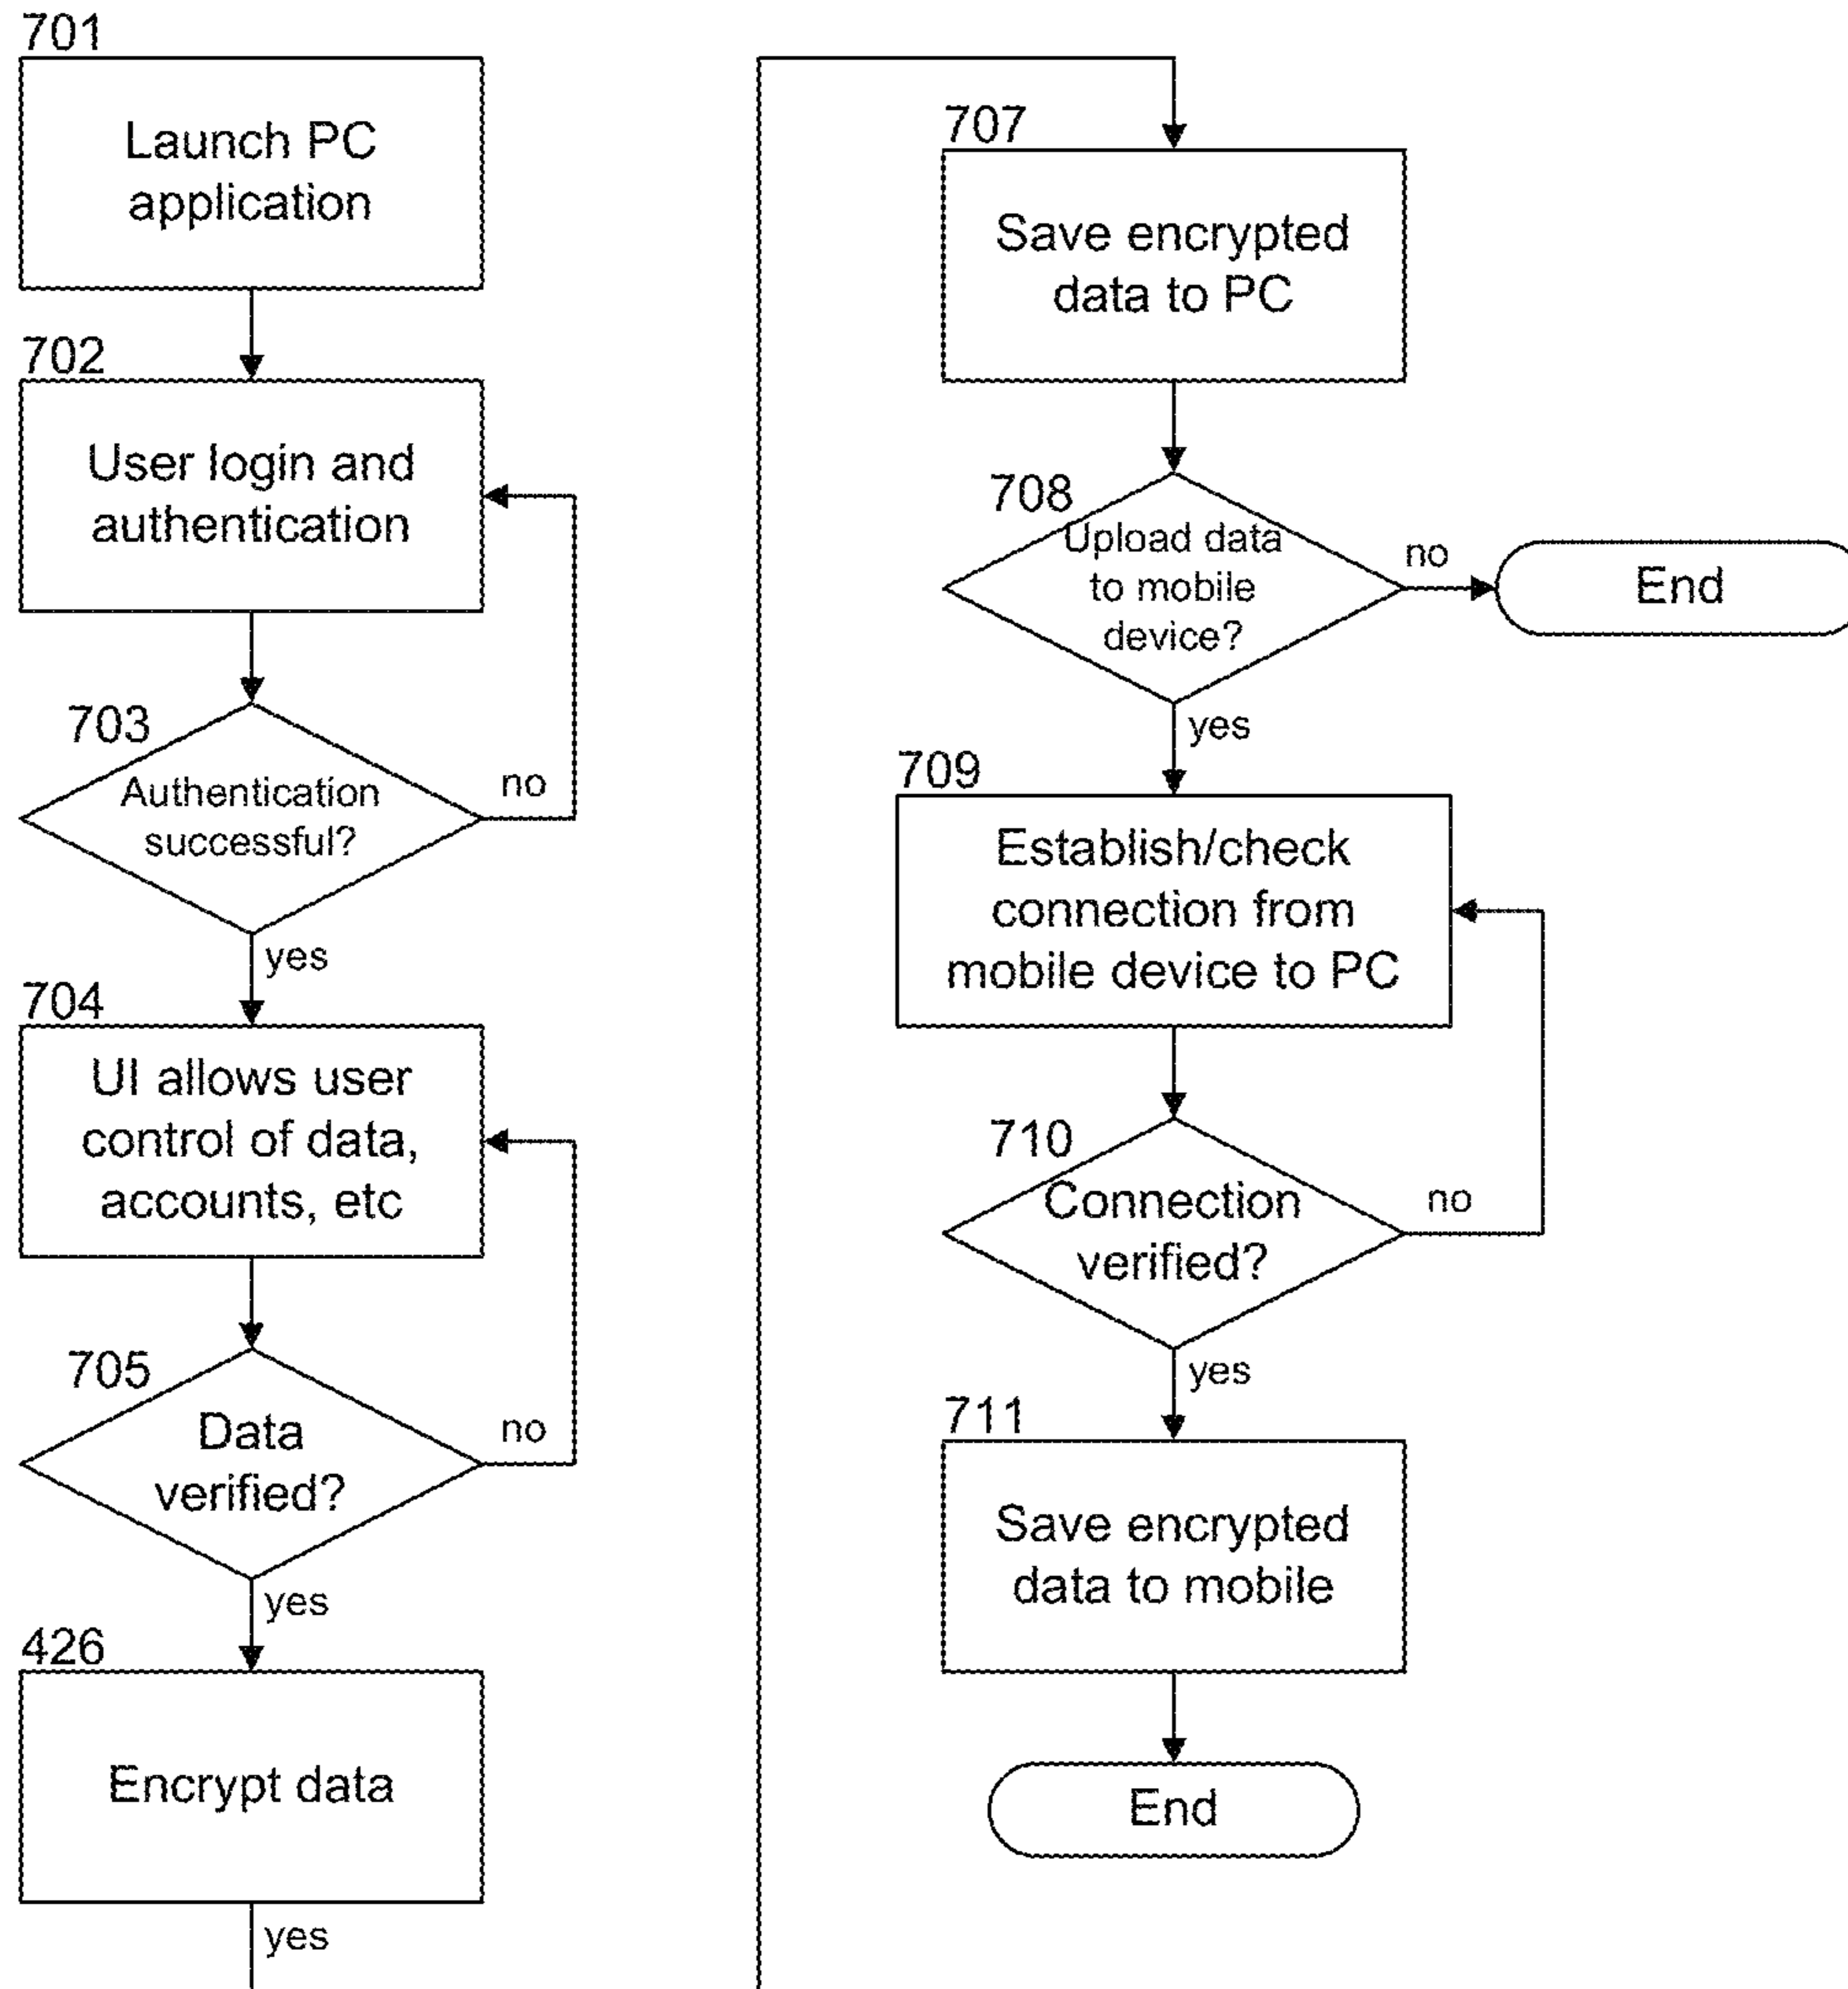 701
Launch PC
application
702
User login and
authentication
703
Authentication
successful?
no
yes
704
UI allows user
control of data,
accounts, etc
705
Data
verified?
no
yes
426
Encrypt data
yes
707
Save encrypted
data to PC
708
Upload data
to mobile
device?
no
End
yes
709
Establish/check
connection from
mobile device to PC
710
Connection
verified?
no
yes
711
Save encrypted
data to mobile
End